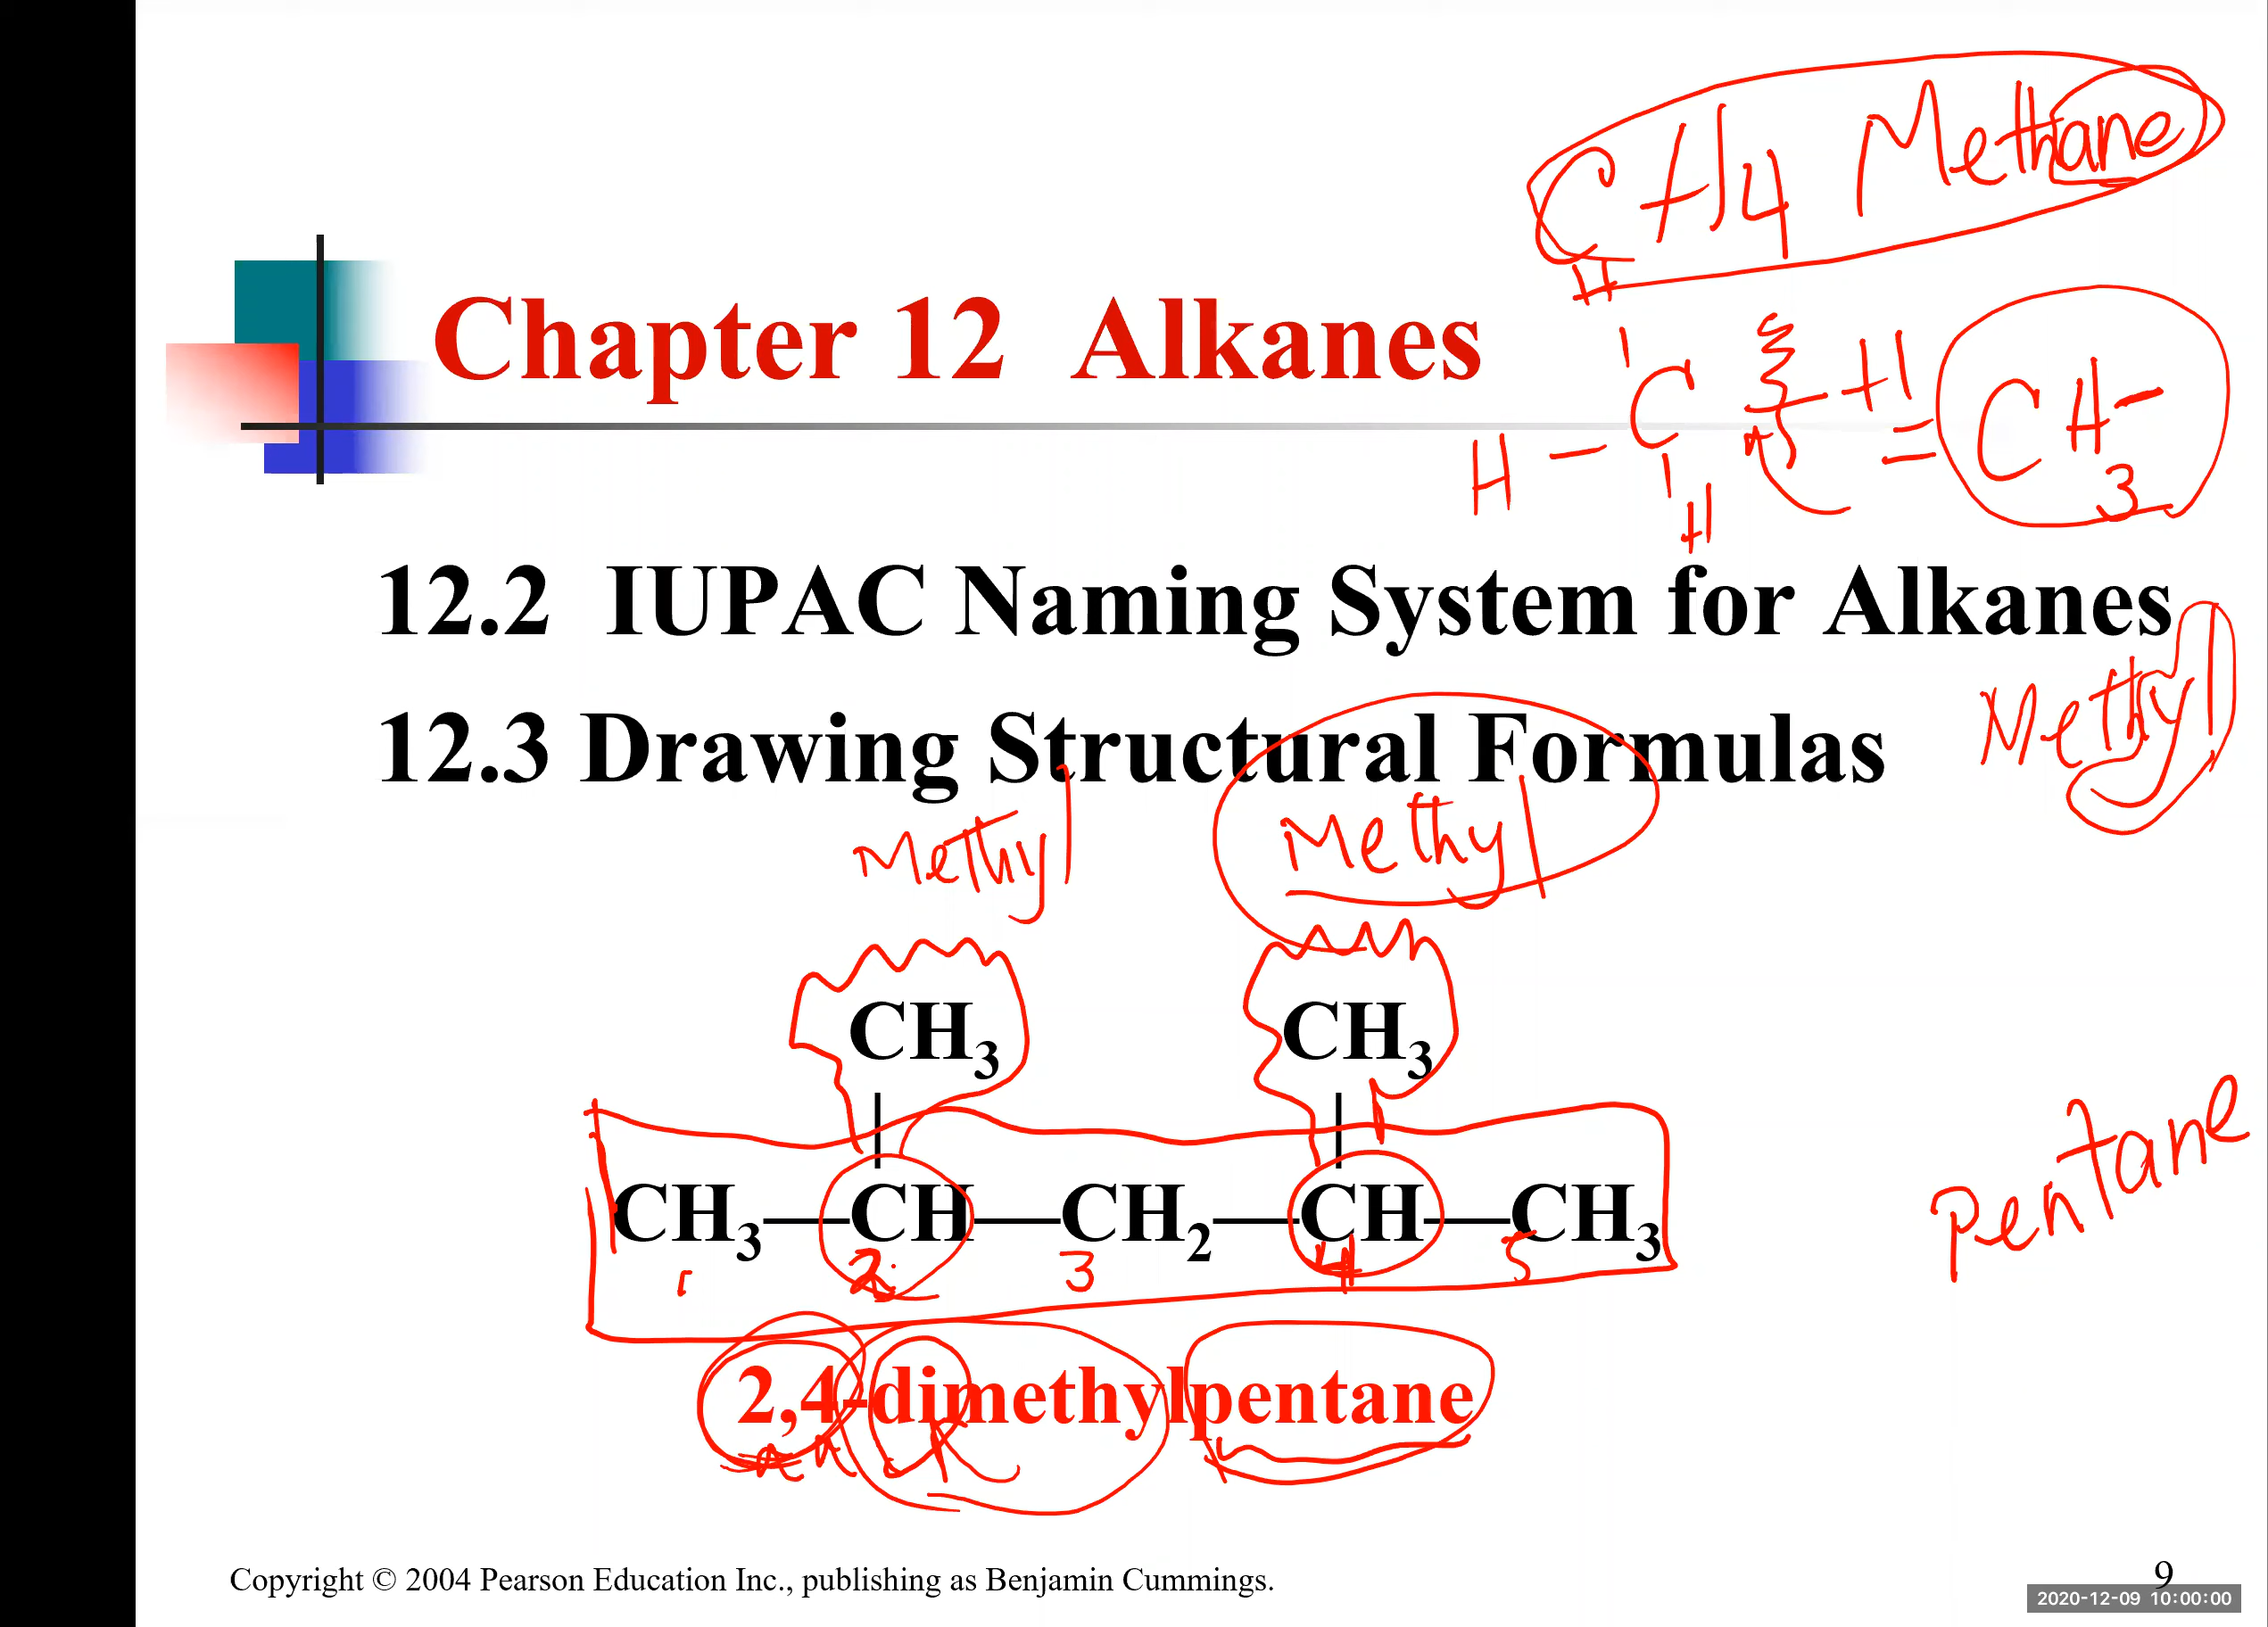 CH4 Methane
Chapter 12 Alkanes
H
H - C + H = CH3-
H
12.2 IUPAC Naming System for Alkanes
12.3 Drawing Structural Formulas
Methyl
Methyl Methyl
CH3 CH3
CH3—CH—CH2—CH—CH3
1 2 3 4 5
Pentane
2,4-dimethylpentane
Copyright © 2004 Pearson Education Inc., publishing as Benjamin Cummings.
9
2020-12-09 10:00:00